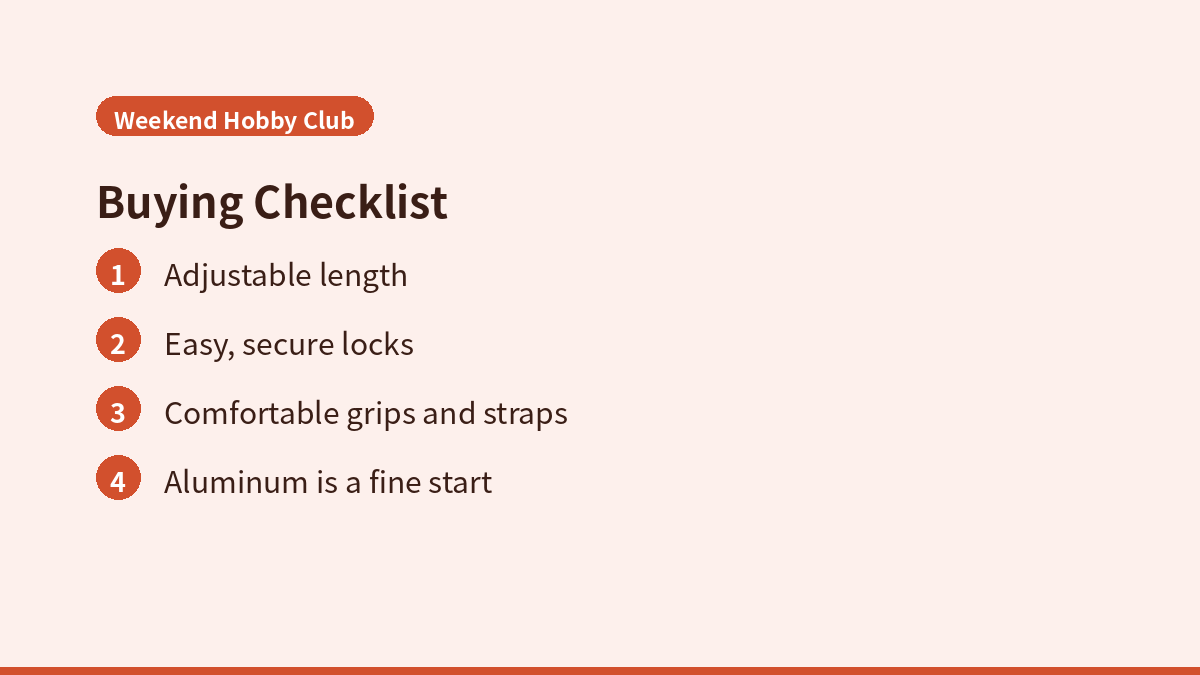 Weekend Hobby Club
Buying Checklist
1 Adjustable length
2 Easy, secure locks
3 Comfortable grips and straps
4 Aluminum is a fine start